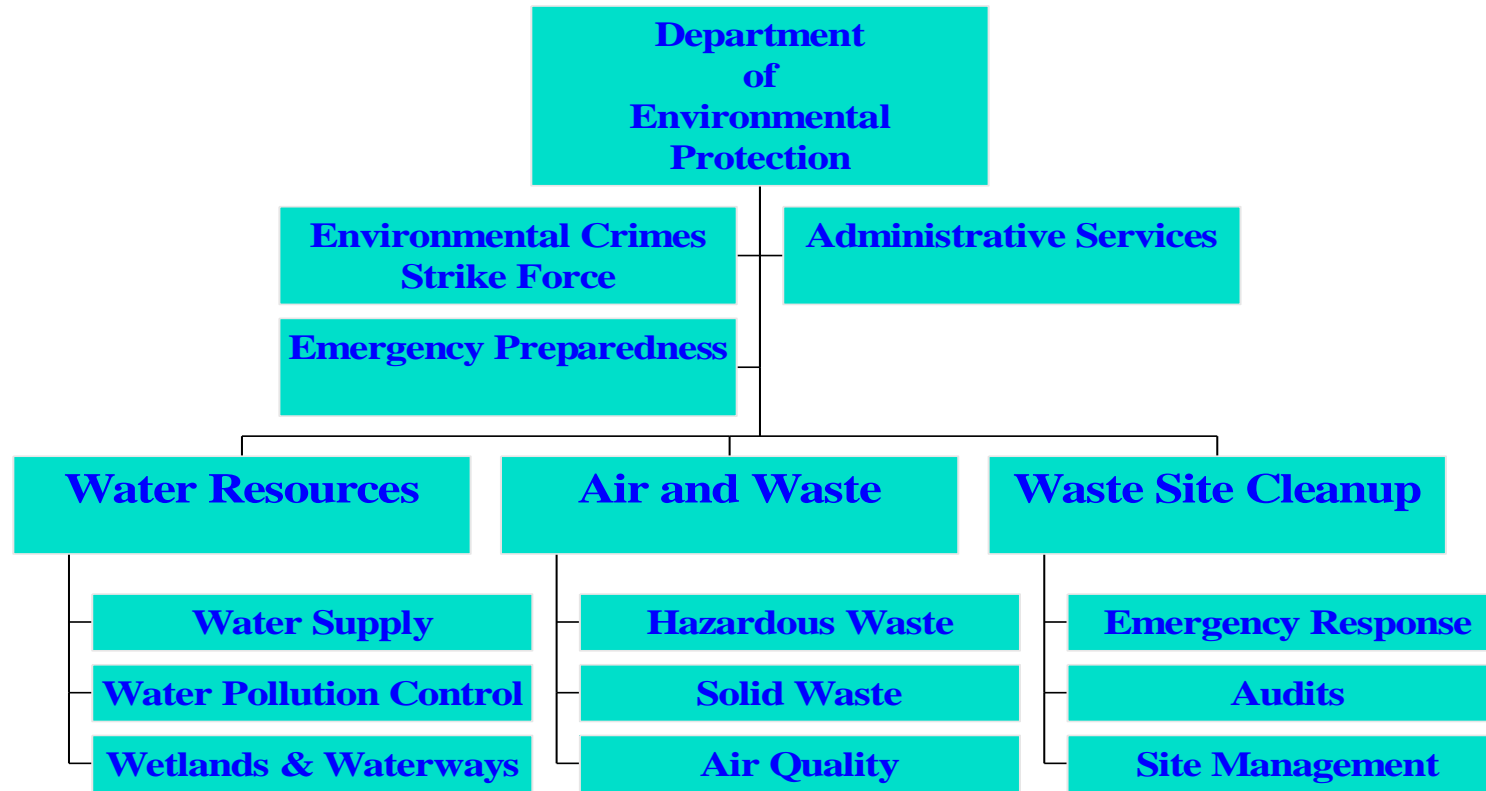 Department
of
Environmental
Protection
Environmental Crimes
Strike Force
Administrative Services
Emergency Preparedness
Water Resources
Air and Waste
Waste Site Cleanup
Water Supply
Hazardous Waste
Emergency Response
Water Pollution Control
Solid Waste
Audits
Wetlands & Waterways
Air Quality
Site Management